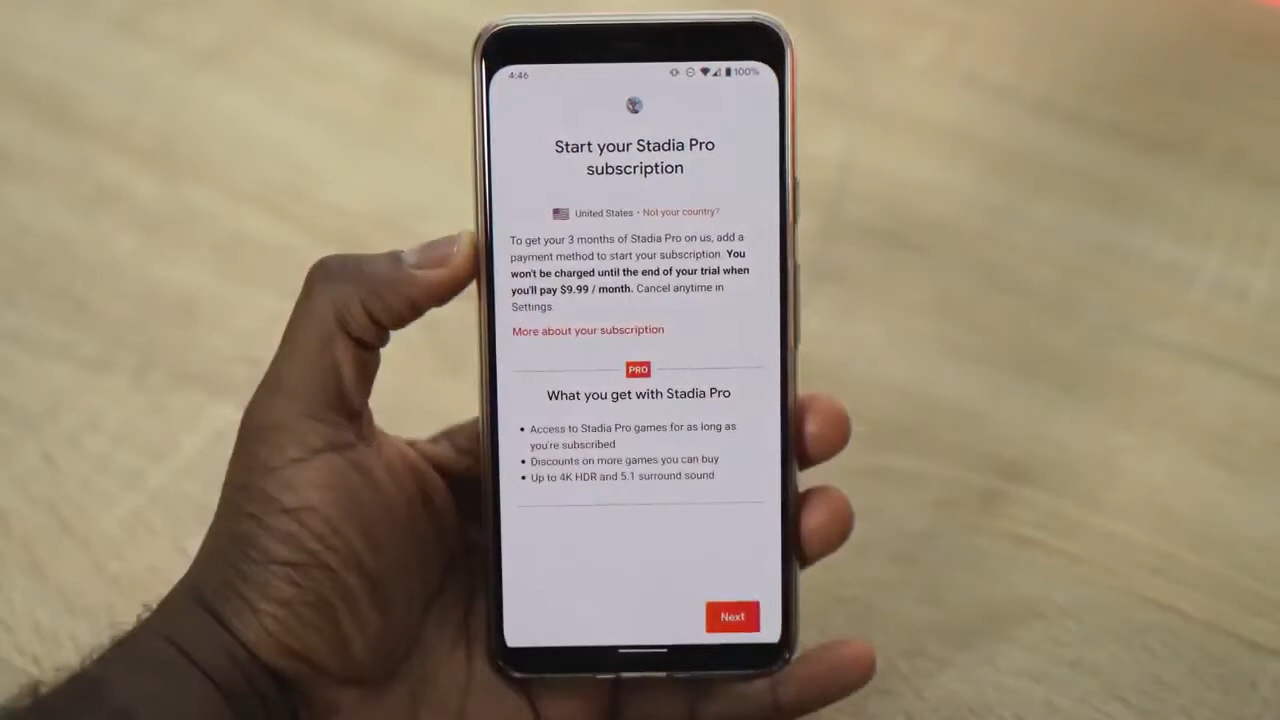 4:46
100%
Start your Stadia Pro
subscription
United States • Not your country?
To get your 3 months of Stadia Pro on us, add a
payment method to start your subscription. You
won't be charged until the end of your trial when
you'll pay $9.99 / month. Cancel anytime in
Settings.
More about your subscription
PRO
What you get with Stadia Pro
• Access to Stadia Pro games for as long as
you're subscribed
• Discounts on more games you can buy
• Up to 4K HDR and 5.1 surround sound
Next